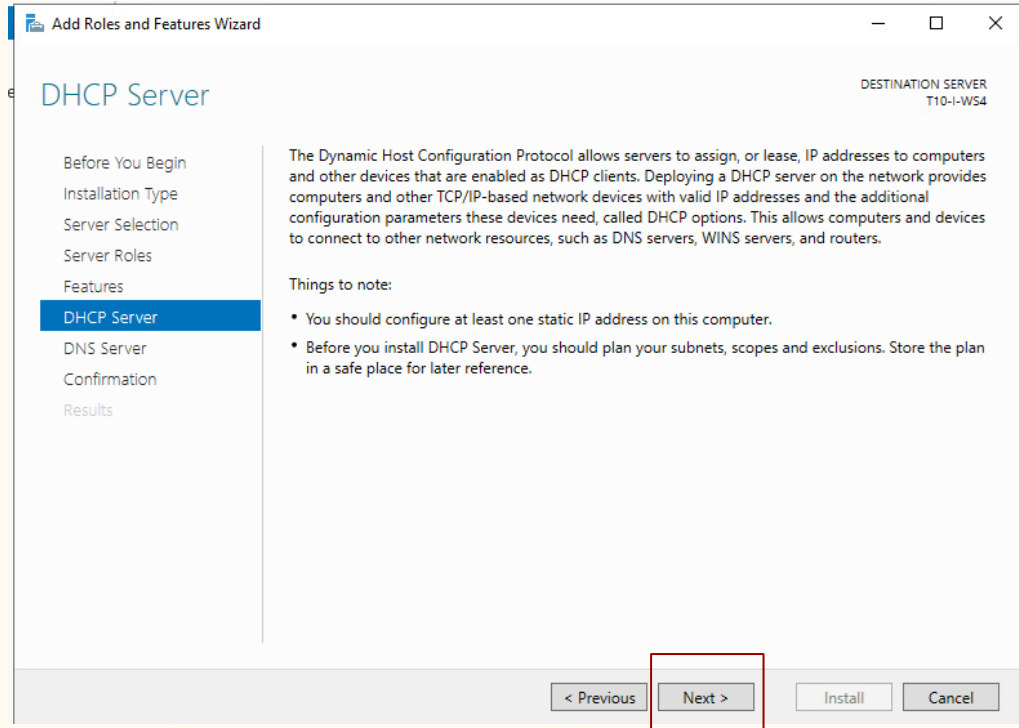 Add Roles and Features Wizard
DHCP Server
DESTINATION SERVER
T10-I-WS4
Before You Begin
Installation Type
Server Selection
Server Roles
Features
DHCP Server
DNS Server
Confirmation
Results
The Dynamic Host Configuration Protocol allows servers to assign, or lease, IP addresses to computers
and other devices that are enabled as DHCP clients. Deploying a DHCP server on the network provides
computers and other TCP/IP-based network devices with valid IP addresses and the additional
configuration parameters these devices need, called DHCP options. This allows computers and devices
to connect to other network resources, such as DNS servers, WINS servers, and routers.
Things to note:
• You should configure at least one static IP address on this computer.
• Before you install DHCP Server, you should plan your subnets, scopes and exclusions. Store the plan
in a safe place for later reference.
< Previous
Next >
Install
Cancel